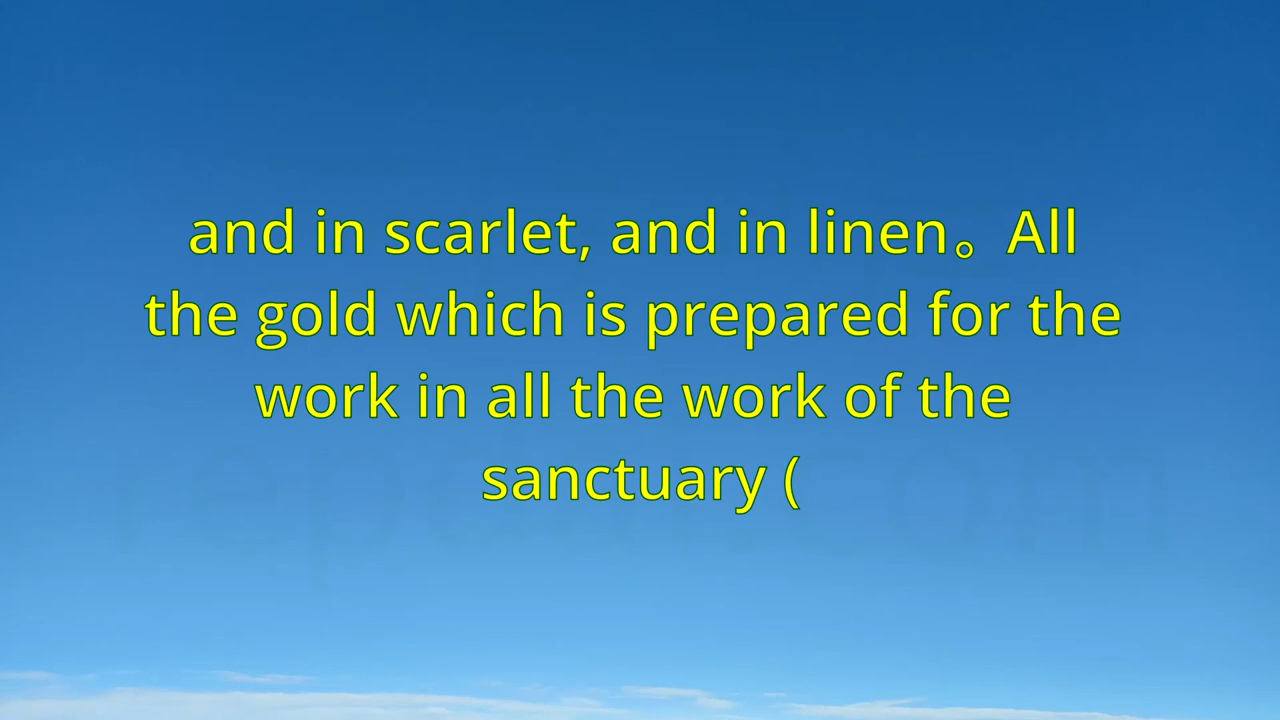 and in scarlet, and in linen。All
the gold which is prepared for the
work in all the work of the
sanctuary (